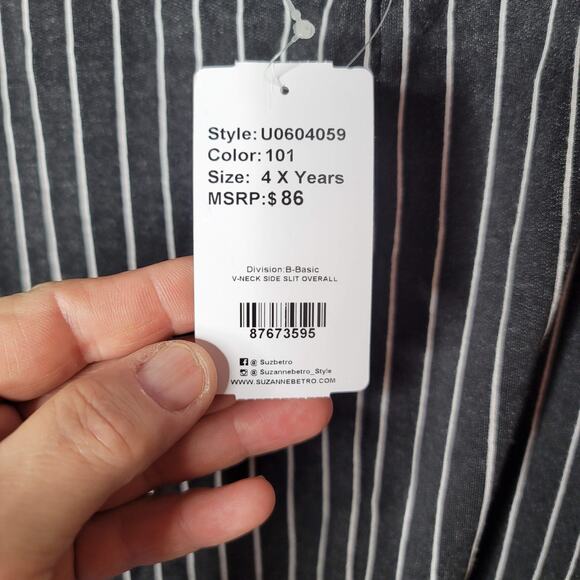 Style: U0604059
Color: 101
Size: 4 X Years
MSRP:$ 86
Division:B-Basic
V-NECK SIDE SLIT OVERALL
87673595
@ Suzbetro
@ Suzannebetro_Style
WWW.SUZANNEBETRO.COM